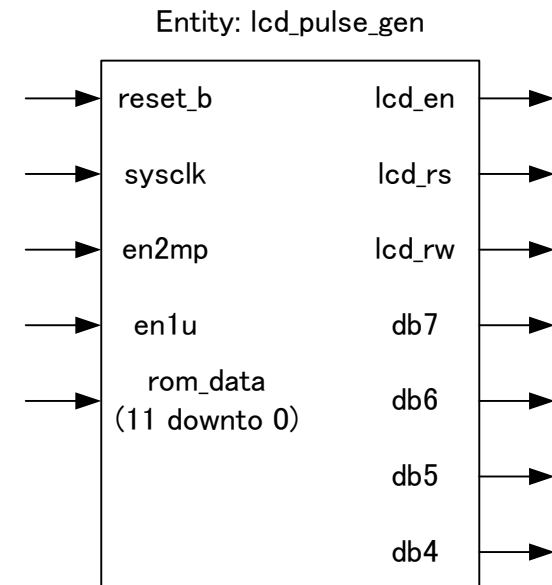 Entity: lcd_pulse_gen
reset_b lcd_en
sysclk lcd_rs
en2mp lcd_rw
en1u db7
rom_data
(11 downto 0) db6
db5
db4